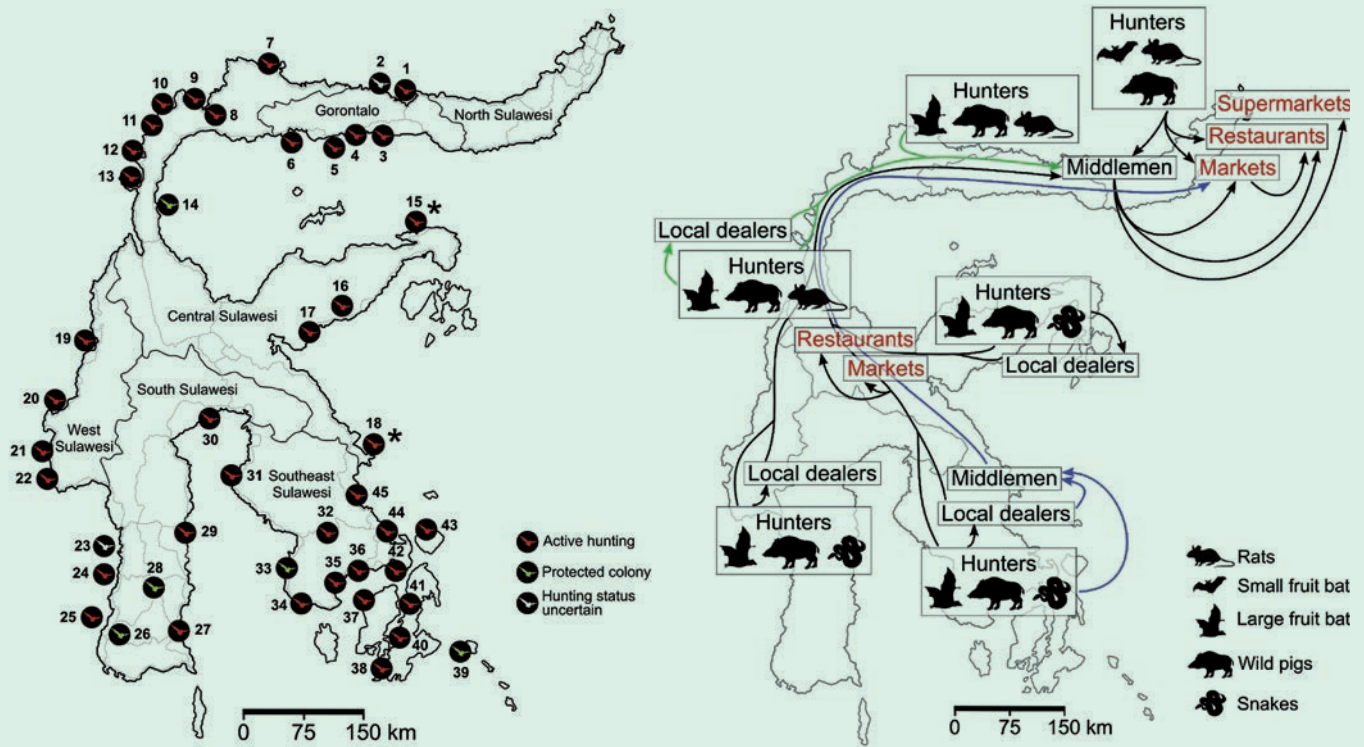 7
2
1
9
10
8
11
Gorontalo
North Sulawesi
12
6
5
4
3
13
14
15
*
16
17
Central Sulawesi
19
South Sulawesi
20
18
*
West
Sulawesi
30
21
31
Southeast
Sulawesi
22
45
29
32
44
43
23
24
28
33
35
36
42
25
34
41
37
26
27
40
38
39
Active hunting
Protected colony
Hunting status
uncertain
0
75
150 km
Hunters
Hunters
Supermarkets
Restaurants
Middlemen
Markets
Local dealers
Hunters
Hunters
Restaurants
Local dealers
Markets
Local dealers
Middlemen
Hunters
Local dealers
Hunters
Rats
Small fruit bat
Large fruit bat
Wild pigs
Snakes
0
75
150 km